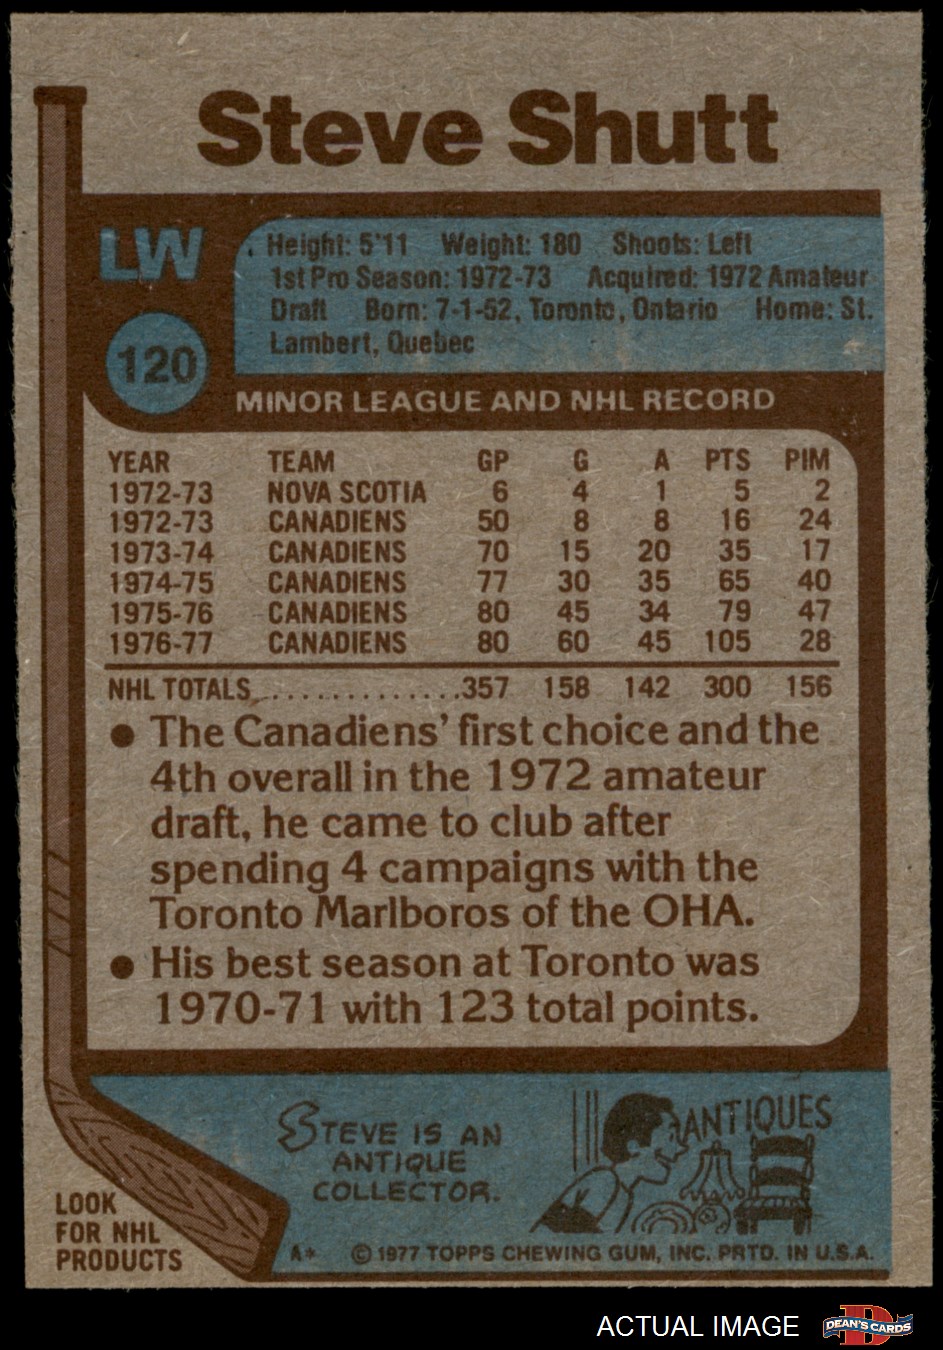 Steve Shutt
LW
120
Height: 5'11 Weight: 180 Shoots: Left
1st Pro Season: 1972-73 Acquired: 1972 Amateur
Draft Born: 7-1-52, Toronto, Ontario Home: St.
Lambert, Quebec
MINOR LEAGUE AND NHL RECORD
YEAR TEAM GP G A PTS PIM
1972-73 NOVA SCOTIA 6 4 1 5 2
1972-73 CANADIENS 50 8 8 16 24
1973-74 CANADIENS 70 15 20 35 17
1974-75 CANADIENS 77 30 35 65 40
1975-76 CANADIENS 80 45 34 79 47
1976-77 CANADIENS 80 60 45 105 28
NHL TOTALS..............357 158 142 300 156
● The Canadiens' first choice and the
4th overall in the 1972 amateur
draft, he came to club after
spending 4 campaigns with the
Toronto Marlboros of the OHA.
● His best season at Toronto was
1970-71 with 123 total points.
STEVE IS AN
ANTIQUE
COLLECTOR.
ANTIQUES
LOOK
FOR NHL
PRODUCTS
A* © 1977 TOPPS CHEWING GUM, INC. PRTD. IN U.S.A.
ACTUAL IMAGE
D
DEAN'S CARDS